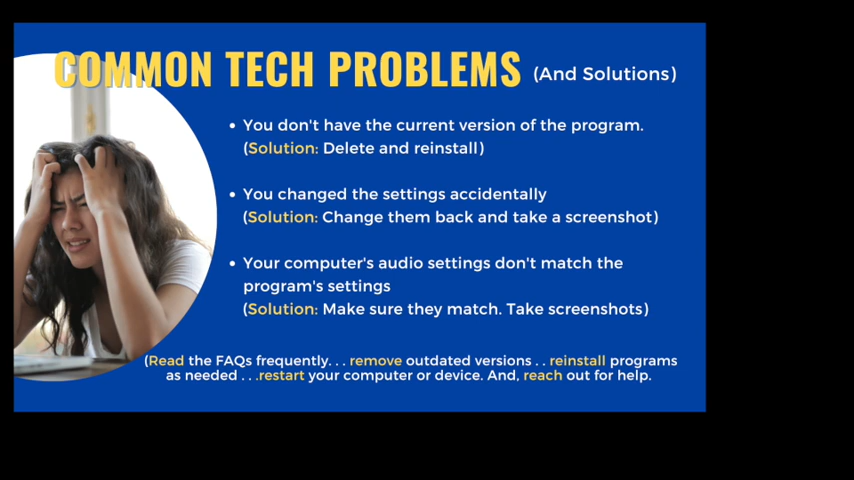 COMMON TECH PROBLEMS (And Solutions)
• You don't have the current version of the program.
(Solution: Delete and reinstall)
• You changed the settings accidentally
(Solution: Change them back and take a screenshot)
• Your computer's audio settings don't match the
program's settings
(Solution: Make sure they match. Take screenshots)
(Read the FAQs frequently. . . remove outdated versions . . reinstall programs
as needed . . .restart your computer or device. And, reach out for help.